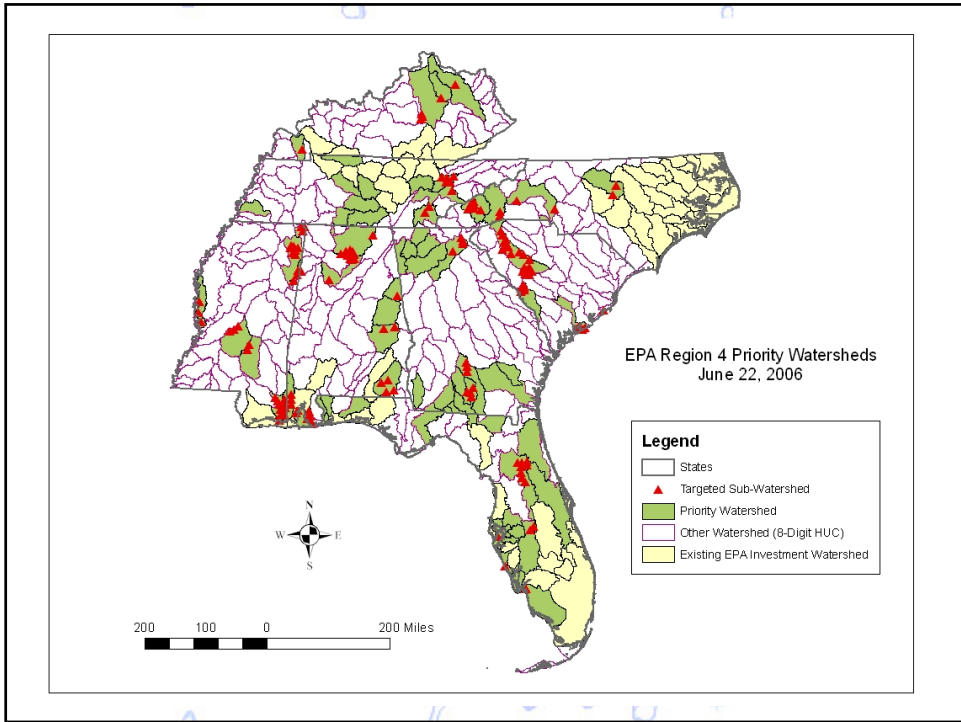 EPA Region 4 Priority Watersheds
June 22, 2006
Legend
States
Targeted Sub-Watershed
Priority Watershed
Other Watershed (8-Digit HUC)
Existing EPA Investment Watershed
N
W E
S
200 100 0 200 Miles